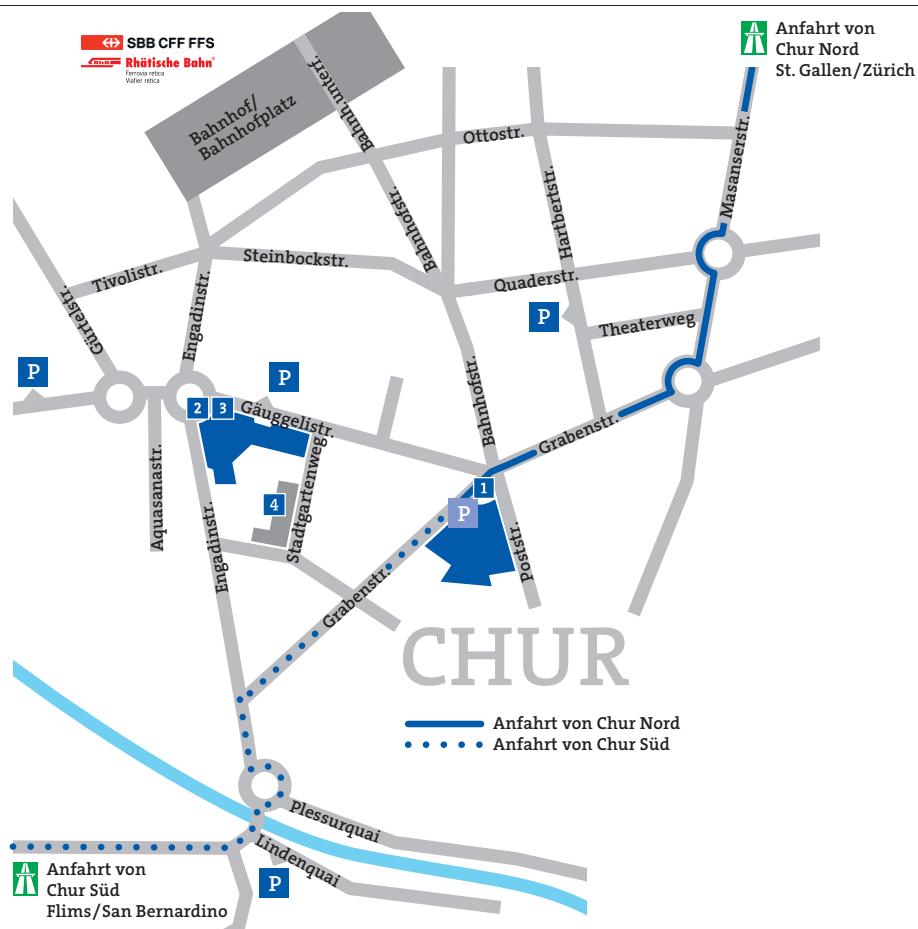 SBB CFF FFS
Rhätische Bahn
Ferrovia retica
Viafier retica
Anfahrt von
Chur Nord
St. Gallen/Zürich
Bahnhof/
Bahnhofplatz
Bahnh.unterf.
Ottostr.
Masanserstr.
Hartbertstr.
Bahnhofstr.
Steinbockstr.
Tivolistr.
Quaderstr.
Gürtelstr.
Engadinstr.
P
Theaterweg
P
P
2
3
Gäuggelistr.
Bahnhofstr.
Grabenstr.
Aquasanastr.
Stadtgartenweg
4
1
P
Engadinstr.
Poststr.
Grabenstr.
CHUR
Anfahrt von Chur Nord
Anfahrt von Chur Süd
Plessurquai
Lindenquai
P
Anfahrt von
Chur Süd
Flims/San Bernardino